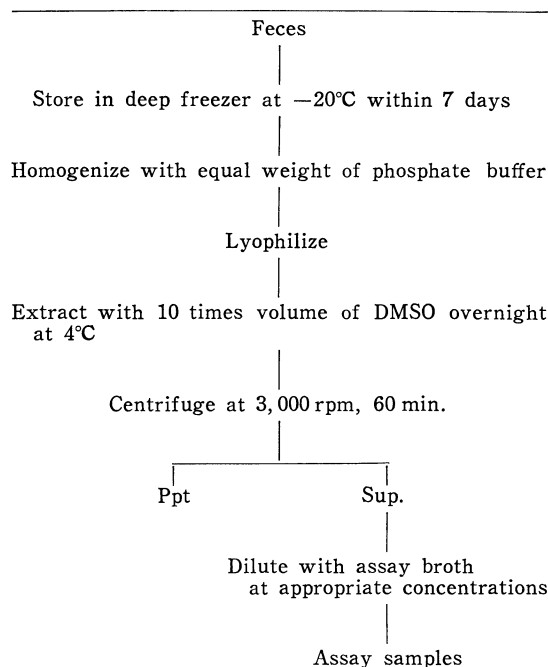 Feces
Store in deep freezer at −20℃ within 7 days
Homogenize with equal weight of phosphate buffer
Lyophilize
Extract with 10 times volume of DMSO overnight
at 4℃
Centrifuge at 3,000 rpm, 60 min.
Ppt Sup.
Dilute with assay broth
at appropriate concentrations
Assay samples